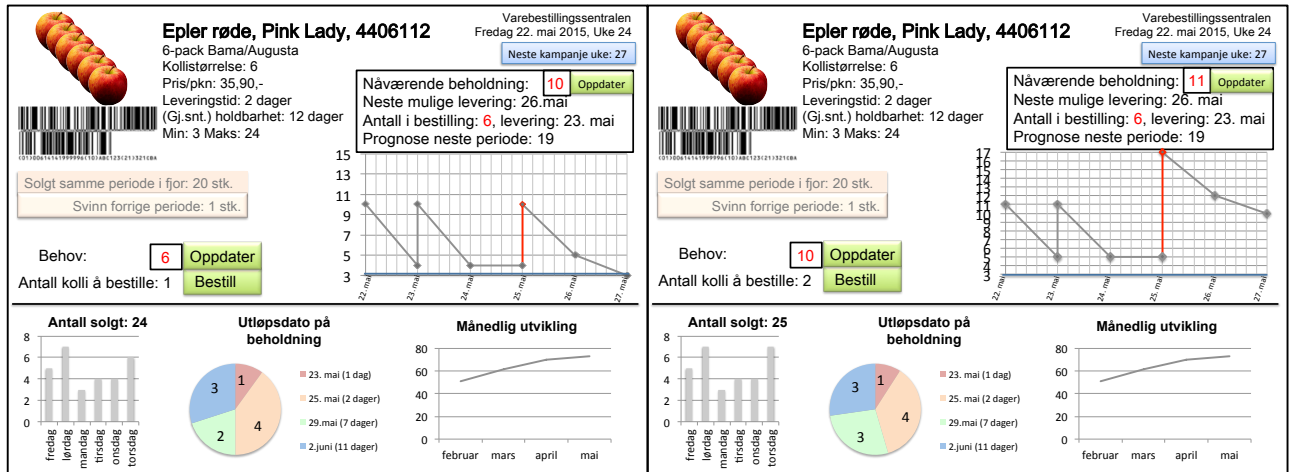 Epler røde, Pink Lady, 4406112
Varebestillingssentralen
Fredag 22. mai 2015, Uke 24
Neste kampanje uke: 27
6-pack Bama/Augusta
Kollistørrelse: 6
Pris/pkn: 35,90,-
Leveringstid: 2 dager
(Gj.snt.) holdbarhet: 12 dager
Min: 3 Maks: 24
Nåværende beholdning: 10 Oppdater
Neste mulige levering: 26.mai
Antall i bestilling: 6, levering: 23. mai
Prognose neste periode: 19
(01)00614141999996(10)ABC123(21)321CBA
Solgt samme periode i fjor: 20 stk.
Svinn forrige periode: 1 stk.
Behov: 6 Oppdater
Antall kolli å bestille: 1 Bestill
15
13
11
9
7
5
3
22. mai 23. mai 24. mai 25. mai 26. mai 27. mai
Antall solgt: 24
8
6
4
2
0
fredag lørdag mandag tirsdag onsdag torsdag
Utløpsdato på
beholdning
3 1
2 4
23. mai (1 dag)
25. mai (2 dager)
29.mai (7 dager)
2.juni (11 dager)
Månedlig utvikling
80
60
40
20
0
februar mars april mai
Epler røde, Pink Lady, 4406112
Varebestillingssentralen
Fredag 22. mai 2015, Uke 24
Neste kampanje uke: 27
6-pack Bama/Augusta
Kollistørrelse: 6
Pris/pkn: 35,90,-
Leveringstid: 2 dager
(Gj.snt.) holdbarhet: 12 dager
Min: 3 Maks: 24
Nåværende beholdning: 11 Oppdater
Neste mulige levering: 26. mai
Antall i bestilling: 6, levering: 23. mai
Prognose neste periode: 19
(01)00614141999996(10)ABC123(21)321CBA
Solgt samme periode i fjor: 20 stk.
Svinn forrige periode: 1 stk.
Behov: 10 Oppdater
Antall kolli å bestille: 2 Bestill
17
16
15
14
13
12
11
10
9
8
7
6
5
4
3
22. mai 23. mai 24. mai 25. mai 26. mai 27. mai
Antall solgt: 25
8
6
4
2
0
fredag lørdag mandag tirsdag onsdag torsdag
Utløpsdato på
beholdning
3 1
3 4
23. mai (1 dag)
25. mai (2 dager)
29.mai (7 dager)
2.juni (11 dager)
Månedlig utvikling
80
60
40
20
0
februar mars april mai